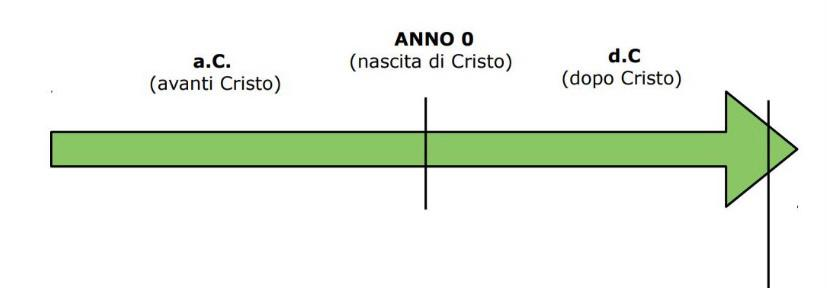 a.C.
(avanti Cristo)
ANNO 0
(nascita di Cristo)
d.C
(dopo Cristo)